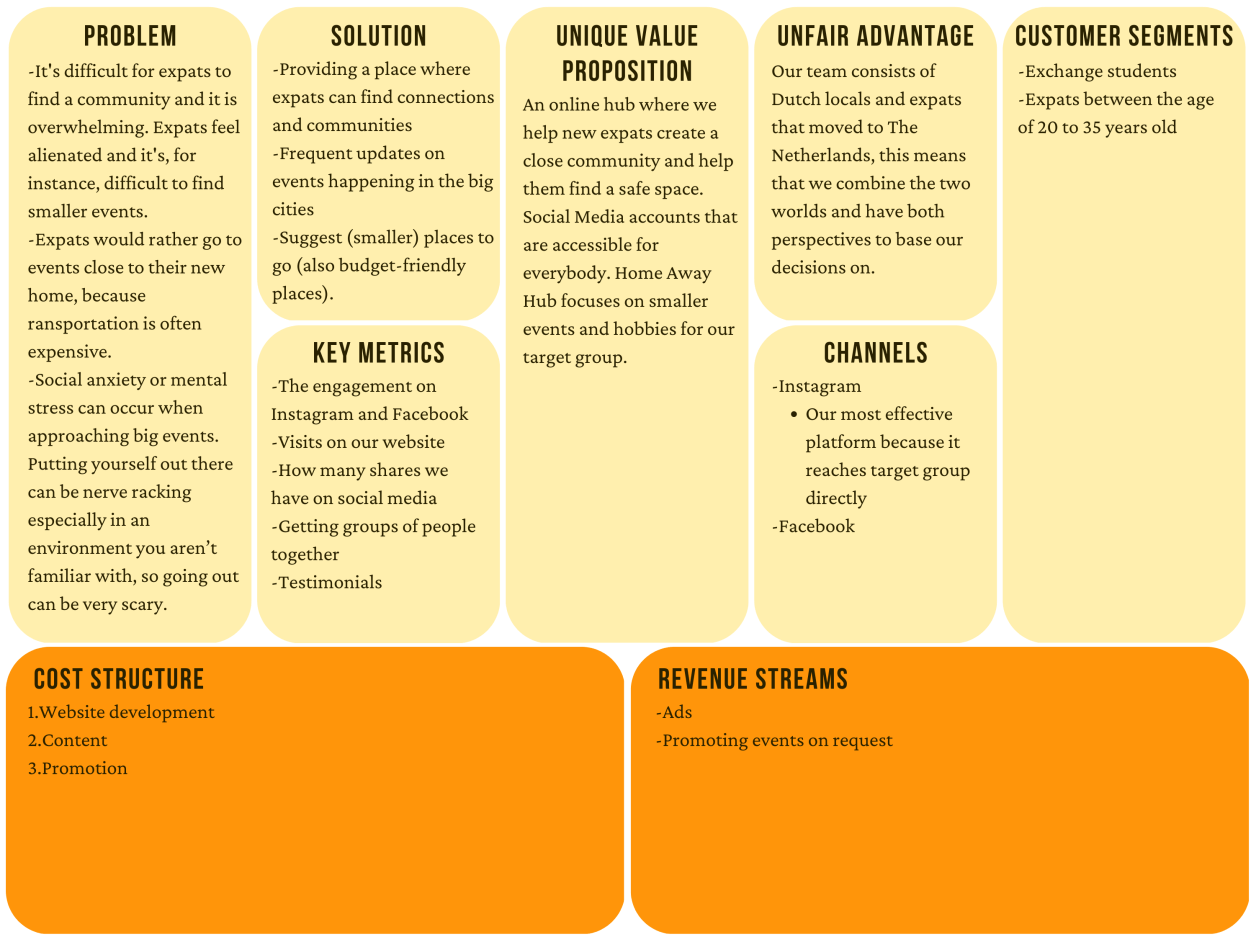 PROBLEM
-It's difficult for expats to
find a community and it is
overwhelming. Expats feel
alienated and it's, for
instance, difficult to find
smaller events.
-Expats would rather go to
events close to their new
home, because
ransportation is often
expensive.
-Social anxiety or mental
stress can occur when
approaching big events.
Putting yourself out there
can be nerve racking
especially in an
environment you aren’t
familiar with, so going out
can be very scary.
SOLUTION
-Providing a place where
expats can find connections
and communities
-Frequent updates on
events happening in the big
cities
-Suggest (smaller) places to
go (also budget-friendly
places).
KEY METRICS
-The engagement on
Instagram and Facebook
-Visits on our website
-How many shares we
have on social media
-Getting groups of people
together
-Testimonials
UNIQUE VALUE
PROPOSITION
An online hub where we
help new expats create a
close community and help
them find a safe space.
Social Media accounts that
are accessible for
everybody. Home Away
Hub focuses on smaller
events and hobbies for our
target group.
UNFAIR ADVANTAGE
Our team consists of
Dutch locals and expats
that moved to The
Netherlands, this means
that we combine the two
worlds and have both
perspectives to base our
decisions on.
CHANNELS
-Instagram
• Our most effective
platform because it
reaches target group
directly
-Facebook
CUSTOMER SEGMENTS
-Exchange students
-Expats between the age
of 20 to 35 years old
COST STRUCTURE
1.Website development
2.Content
3.Promotion
REVENUE STREAMS
-Ads
-Promoting events on request